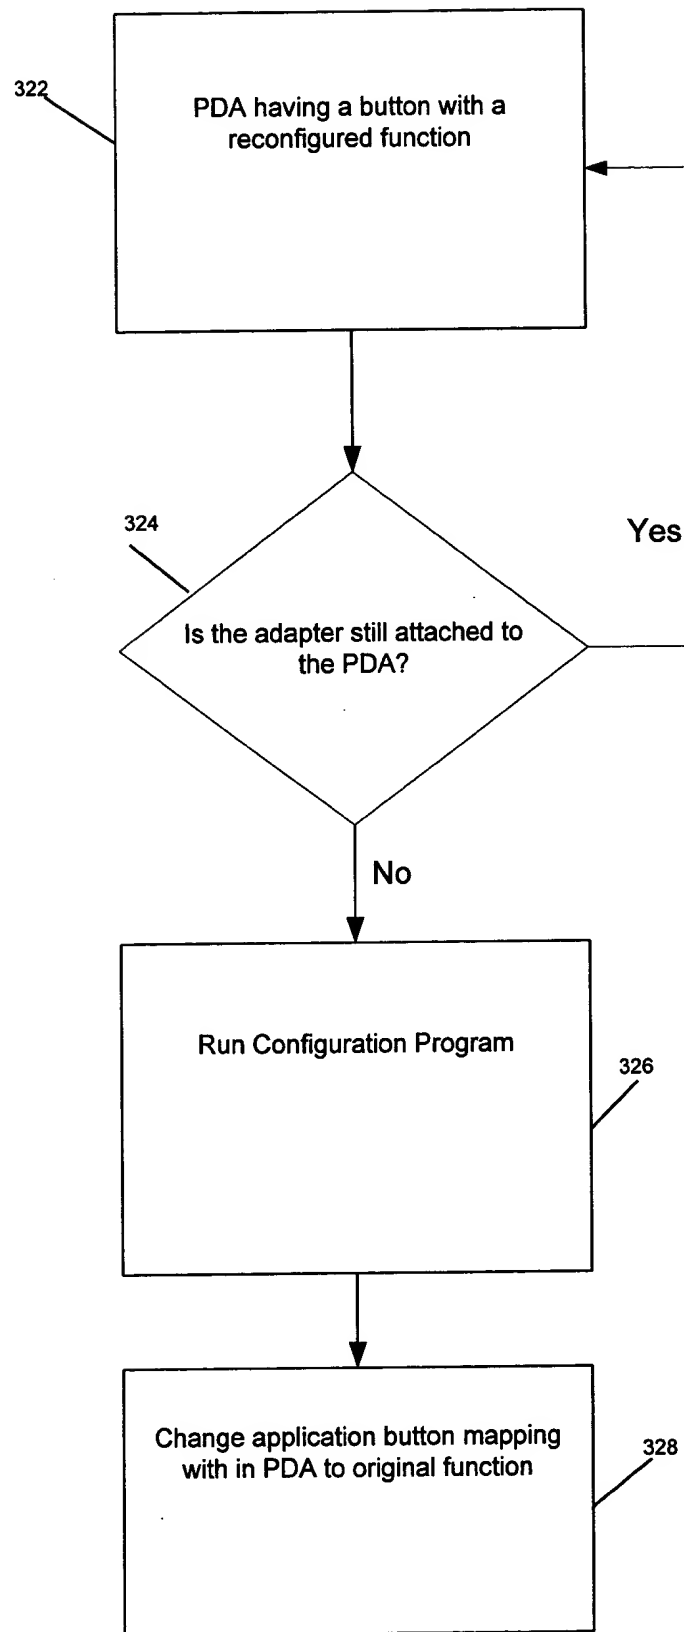 322
PDA having a button with a
reconfigured function
324
Yes
Is the adapter still attached to
the PDA?
No
Run Configuration Program
326
Change application button mapping
with in PDA to original function
328